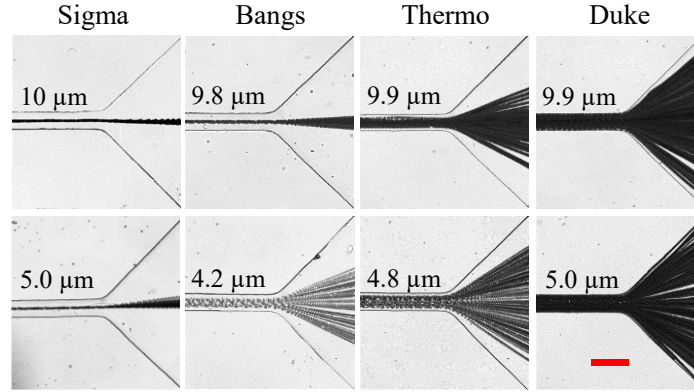 Sigma Bangs Thermo Duke
10 µm 9.8 µm 9.9 µm 9.9 µm
5.0 µm 4.2 µm 4.8 µm 5.0 µm